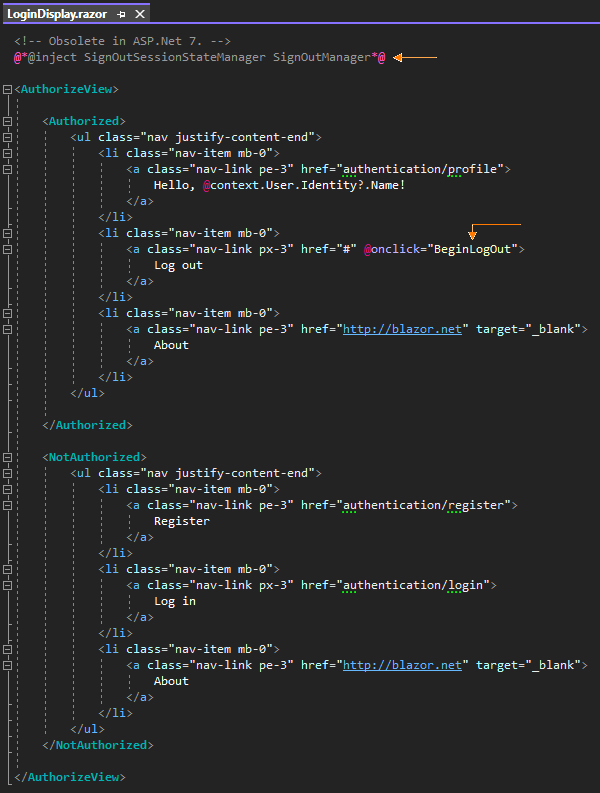 LoginDisplay.razor
<!-- Obsolete in ASP.Net 7. -->
@*@inject SignOutSessionStateManager SignOutManager*@
<AuthorizeView>
<Authorized>
<ul class="nav justify-content-end">
<li class="nav-item mb-0">
<a class="nav-link pe-3" href="authentication/profile">
Hello, @context.User.Identity?.Name!
</a>
</li>
<li class="nav-item mb-0">
<a class="nav-link px-3" href="#" @onclick="BeginLogOut">
Log out
</a>
</li>
<li class="nav-item mb-0">
<a class="nav-link pe-3" href="http://blazor.net" target="_blank">
About
</a>
</li>
</ul>
</Authorized>
<NotAuthorized>
<ul class="nav justify-content-end">
<li class="nav-item mb-0">
<a class="nav-link pe-3" href="authentication/register">
Register
</a>
</li>
<li class="nav-item mb-0">
<a class="nav-link px-3" href="authentication/login">
Log in
</a>
</li>
<li class="nav-item mb-0">
<a class="nav-link pe-3" href="http://blazor.net" target="_blank">
About
</a>
</li>
</ul>
</NotAuthorized>
</AuthorizeView>